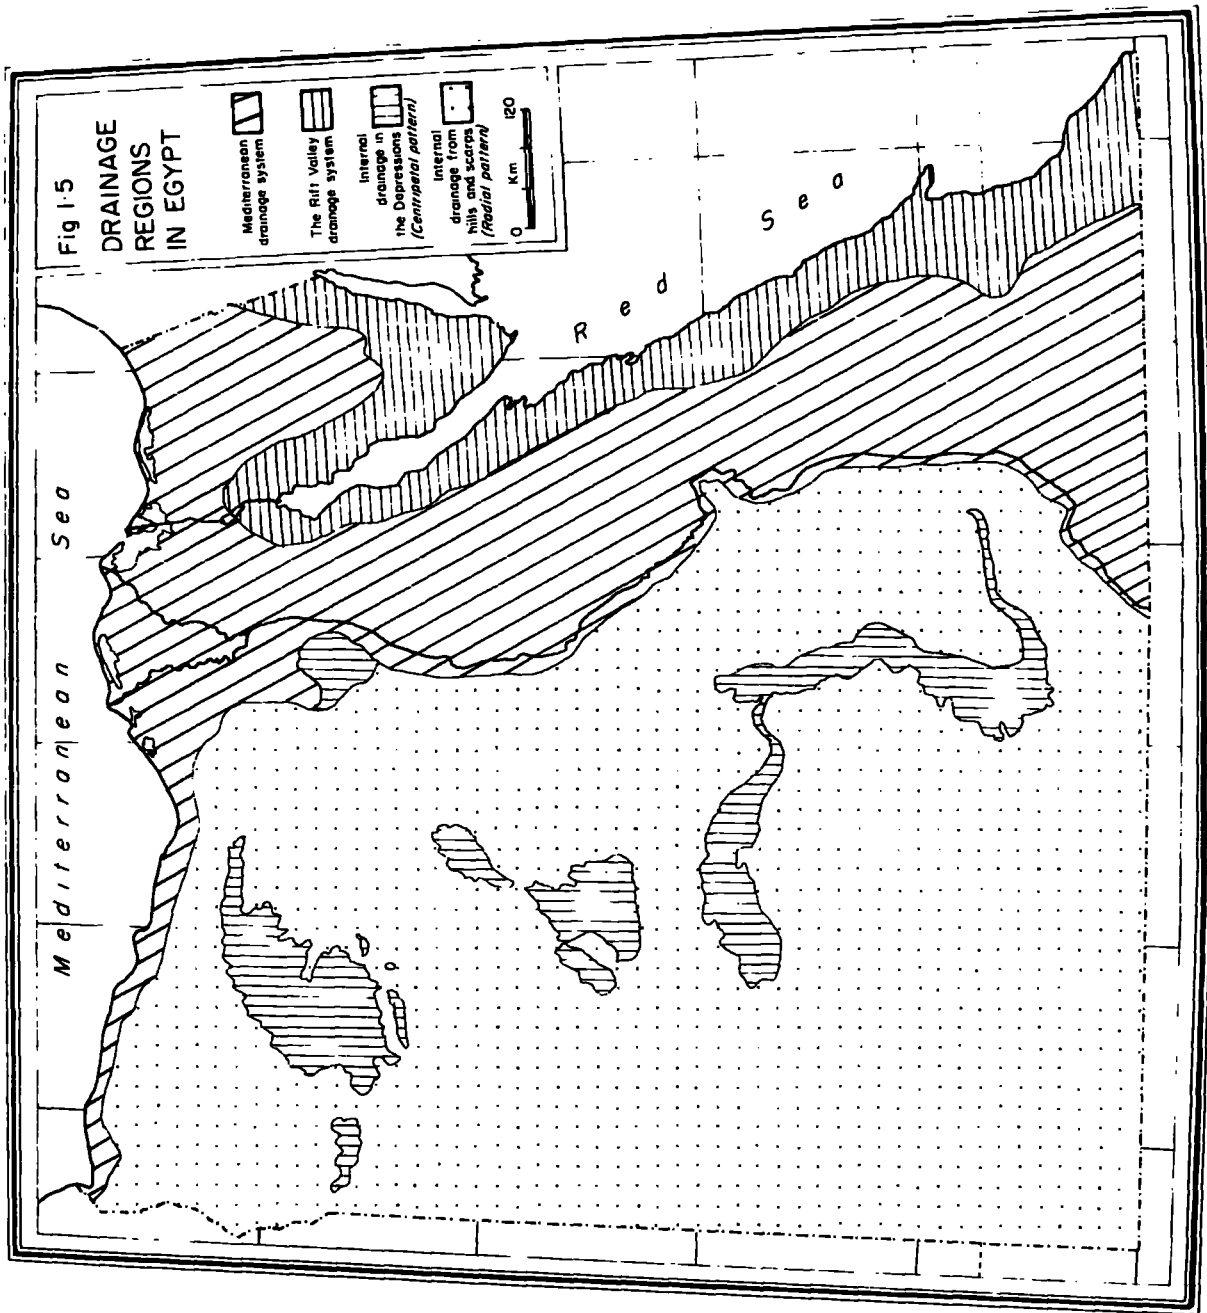 Fig 1·5
DRAINAGE
REGIONS
IN EGYPT
Mediterranean
drainage system
The Rift Valley
drainage system
Internal
drainage in
the Depressions
(Centripetal pattern)
Internal
drainage from
hills and scarps
(Radial pattern)
0 Km 120
Mediterranean Sea
Red Sea